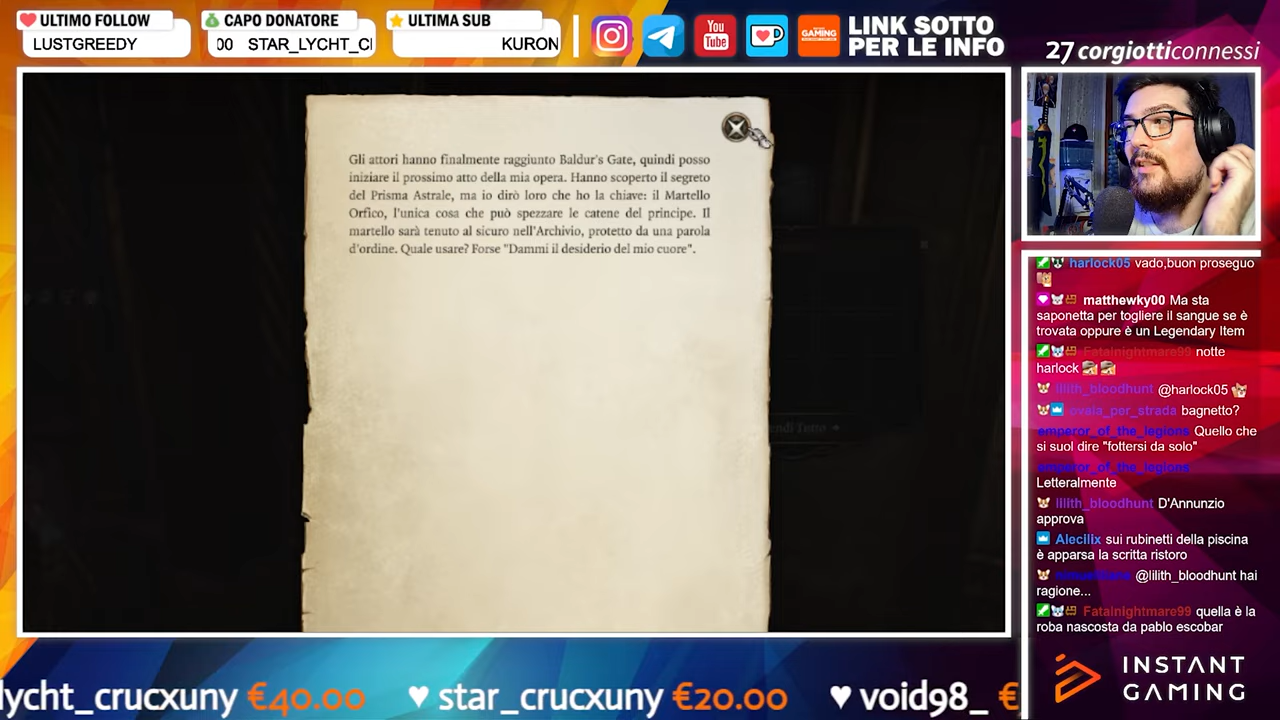 ULTIMO FOLLOW
LUSTGREEDY
CAPO DONATORE
00 STAR_LYCHT_C
ULTIMA SUB
KURON
You
Tube
GAMING
LINK SOTTO
PER LE INFO
27 corgiotticonnessi
Gli attori hanno finalmente raggiunto Baldur's Gate, quindi posso
iniziare il prossimo atto della mia opera. Hanno scoperto il segreto
del Prisma Astrale, ma io dirò loro che ho la chiave: il Martello
Orfico, l'unica cosa che può spezzare le catene del principe. Il
martello sarà tenuto al sicuro nell'Archivio, protetto da una parola
d'ordine. Quale usare? Forse "Dammi il desiderio del mio cuore".
harlock05 vado,buon proseguo
matthewky00 Ma sta
saponetta per togliere il sangue se è
trovata oppure è un Legendary Item
Fatalnightmare99 notte
harlock
lilith_bloodhunt @harlock05
ovaia_per_strada bagnetto?
emperor_of_the_legions Quello che
si suol dire "fottersi da solo"
emperor_of_the_legions
Letteralmente
lilith_bloodhunt D'Annunzio
approva
Alecilix sui rubinetti della piscina
è apparsa la scritta ristoro
@lilith_bloodhunt hai
ragione...
Fatalnightmare99 quella è la
roba nascosta da pablo escobar
INSTANT
GAMING
lycht_crucxuny €40.00 ♥ star_crucxuny €20.00 ♥ void98_ €